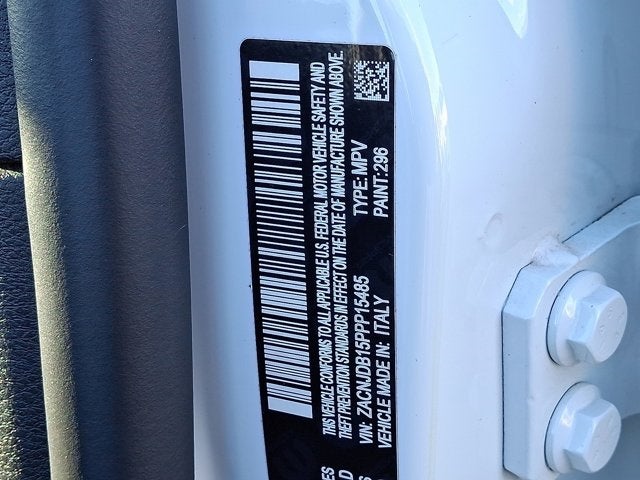 THIS VEHICLE CONFORMS TO ALL APPLICABLE U.S. FEDERAL MOTOR VEHICLE SAFETY AND
THEFT PREVENTION STANDARDS IN EFFECT ON THE DATE OF MANUFACTURE SHOWN ABOVE.
VIN: ZACNJDB15PPP15485 TYPE: MPV
VEHICLE MADE IN: ITALY PAINT: 296